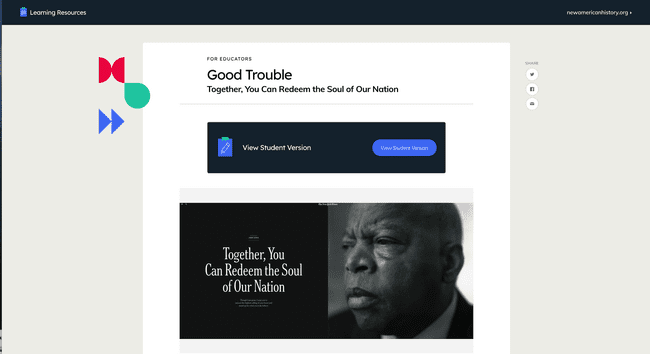 Learning Resources
newamericanhistory.org
FOR EDUCATORS
Good Trouble
Together, You Can Redeem the Soul of Our Nation
SHARE
View Student Version
View Student Version
Together, You
Can Redeem the Soul
of Our Nation